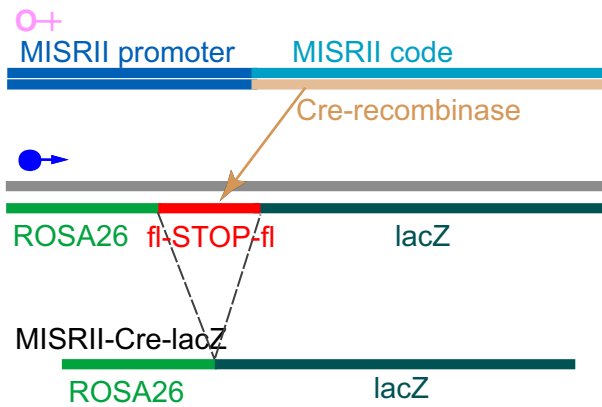 MISRII promoter MISRII code
Cre-recombinase
ROSA26 fl-STOP-fl lacZ
MISRII-Cre-lacZ
ROSA26 lacZ